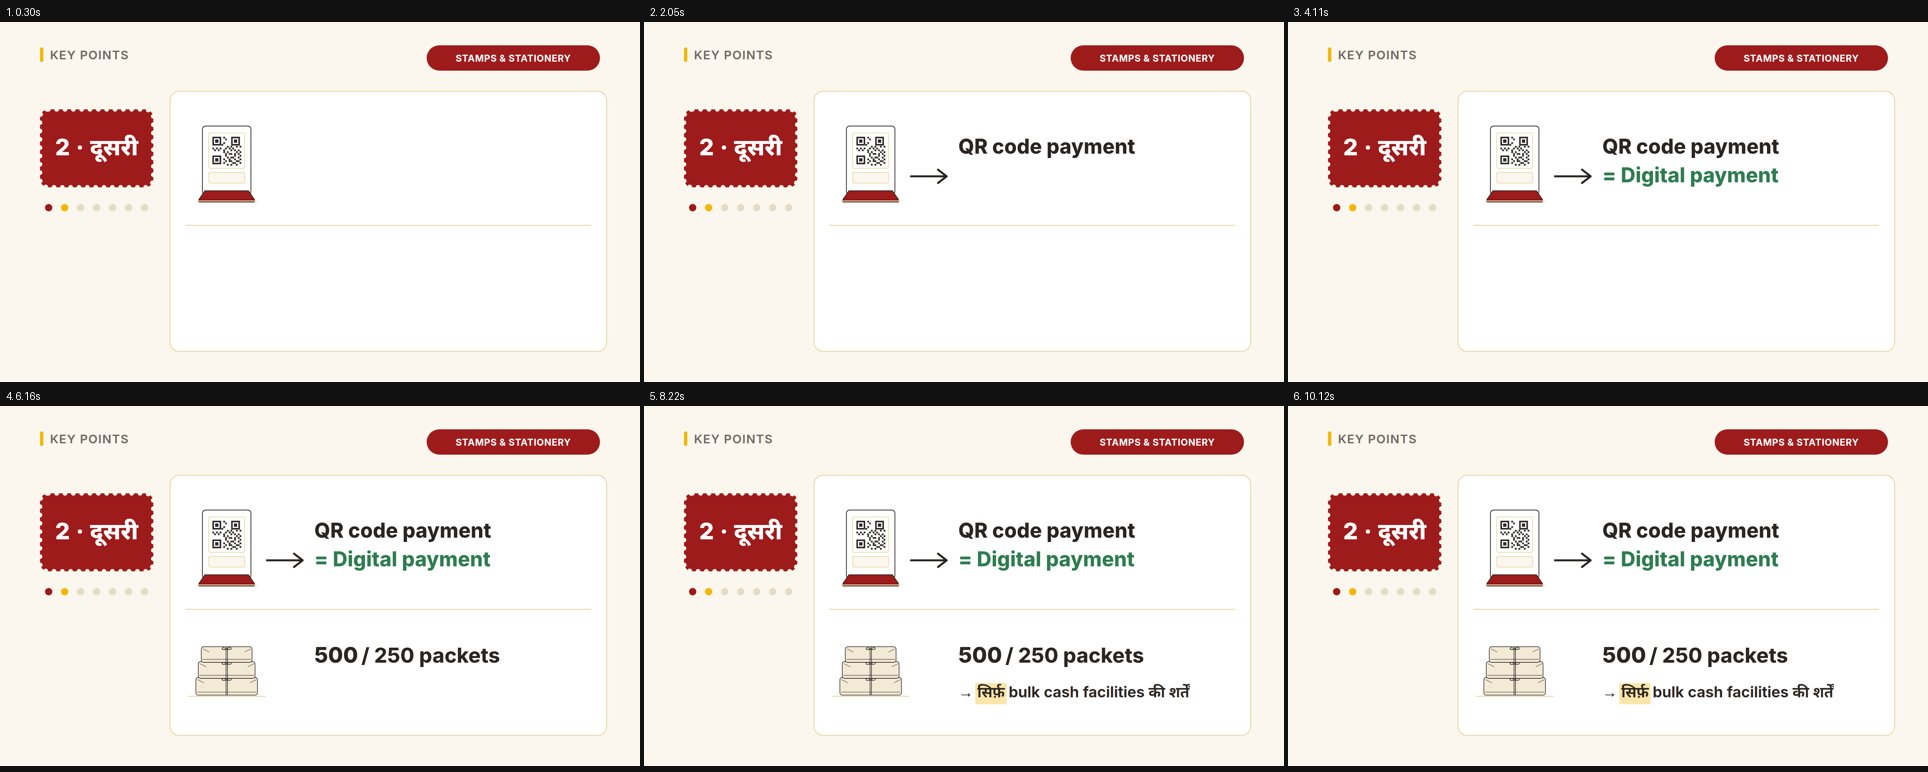 1. 0.30s
KEY POINTS
STAMPS & STATIONERY
2 · दूसरी
2. 2.05s
KEY POINTS
STAMPS & STATIONERY
2 · दूसरी
QR code payment
3. 4.11s
KEY POINTS
STAMPS & STATIONERY
2 · दूसरी
QR code payment
= Digital payment
4. 6.16s
KEY POINTS
STAMPS & STATIONERY
2 · दूसरी
QR code payment
= Digital payment
500 / 250 packets
5. 8.22s
KEY POINTS
STAMPS & STATIONERY
2 · दूसरी
QR code payment
= Digital payment
500 / 250 packets
→ सिर्फ़ bulk cash facilities की शर्तें
6. 10.12s
KEY POINTS
STAMPS & STATIONERY
2 · दूसरी
QR code payment
= Digital payment
500 / 250 packets
→ सिर्फ़ bulk cash facilities की शर्तें